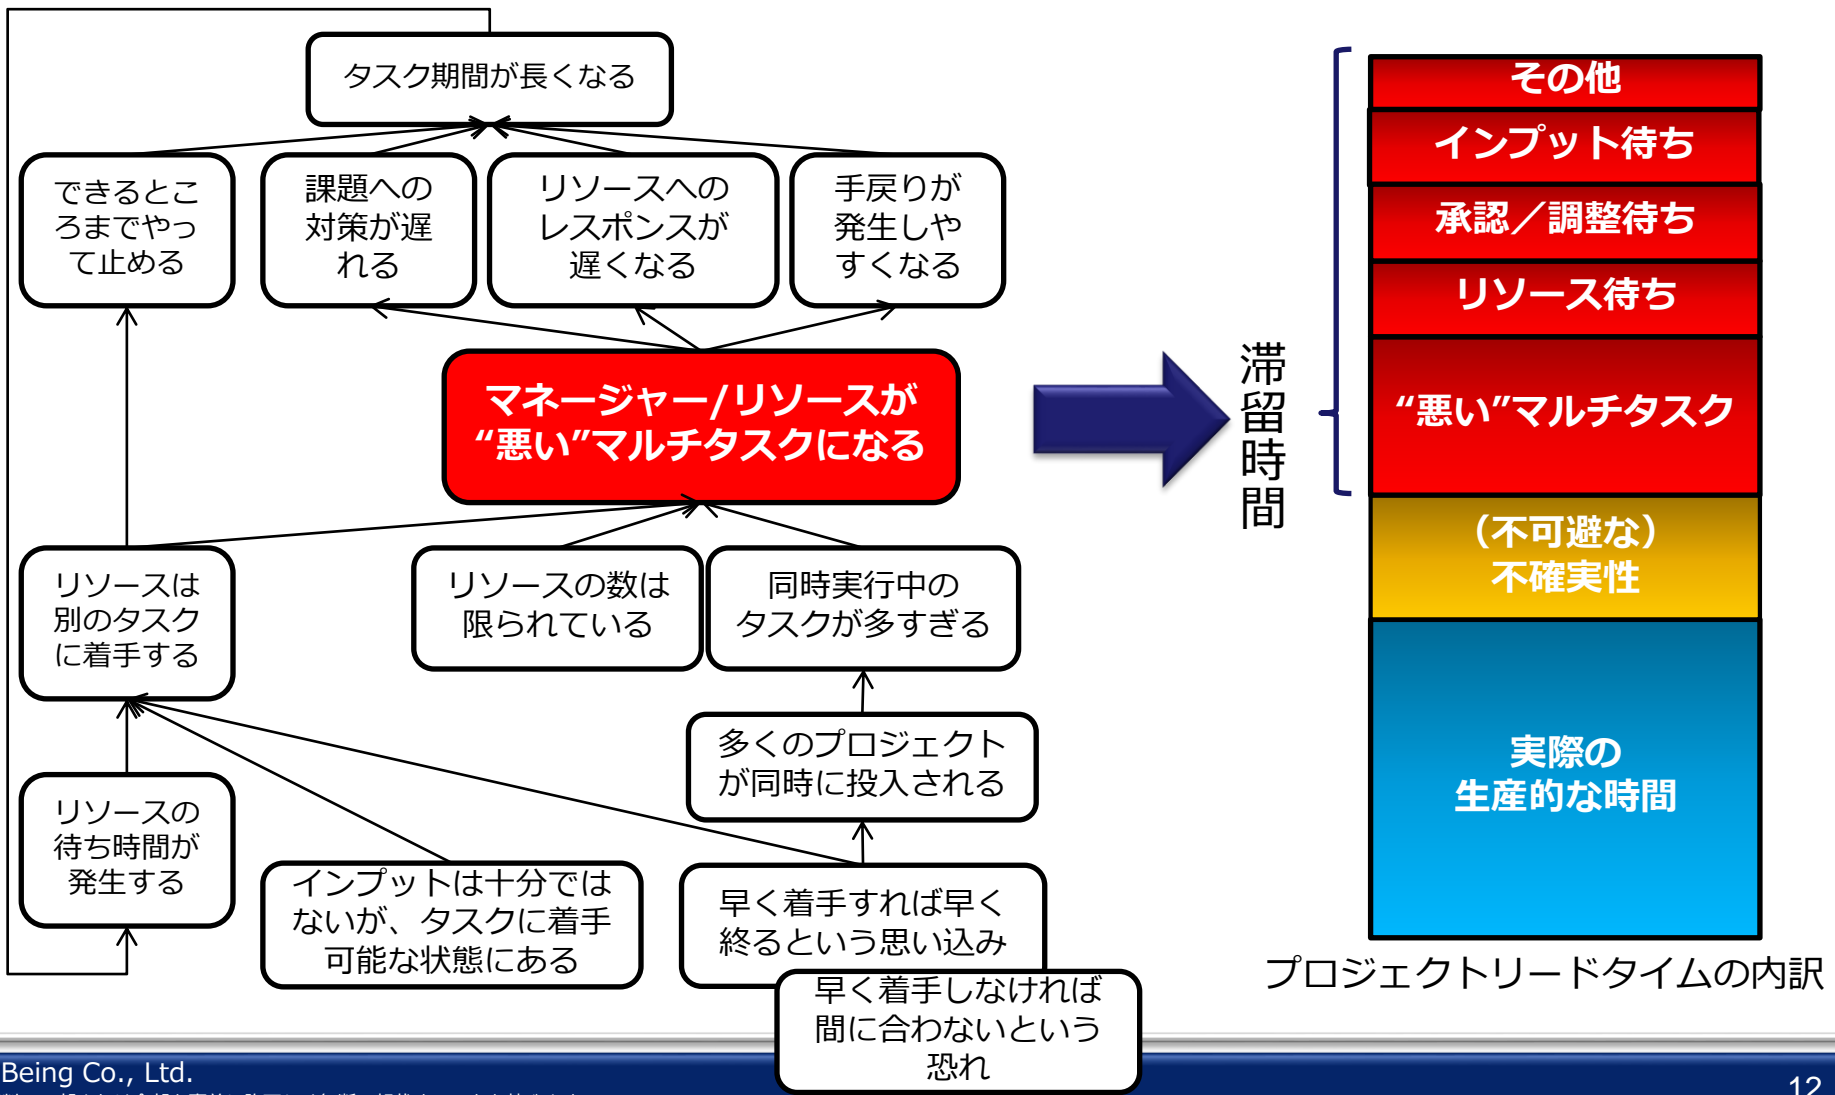 タスク期間が長くなる
できるとこ
ろまでやっ
て止める
課題への
対策が遅
れる
リソースへの
レスポンスが
遅くなる
手戻りが
発生しや
すくなる
マネージャー/リソースが
“悪い”マルチタスクになる
リソースは
別のタスク
に着手する
リソースの数は
限られている
同時実行中の
タスクが多すぎる
多くのプロジェクト
が同時に投入される
リソースの
待ち時間が
発生する
インプットは十分では
ないが、タスクに着手
可能な状態にある
早く着手すれば早く
終るという思い込み
早く着手しなければ
間に合わないという
恐れ
滞留時間
その他
インプット待ち
承認／調整待ち
リソース待ち
“悪い”マルチタスク
（不可避な）
不確実性
実際の
生産的な時間
プロジェクトリードタイムの内訳
Being Co., Ltd.
12